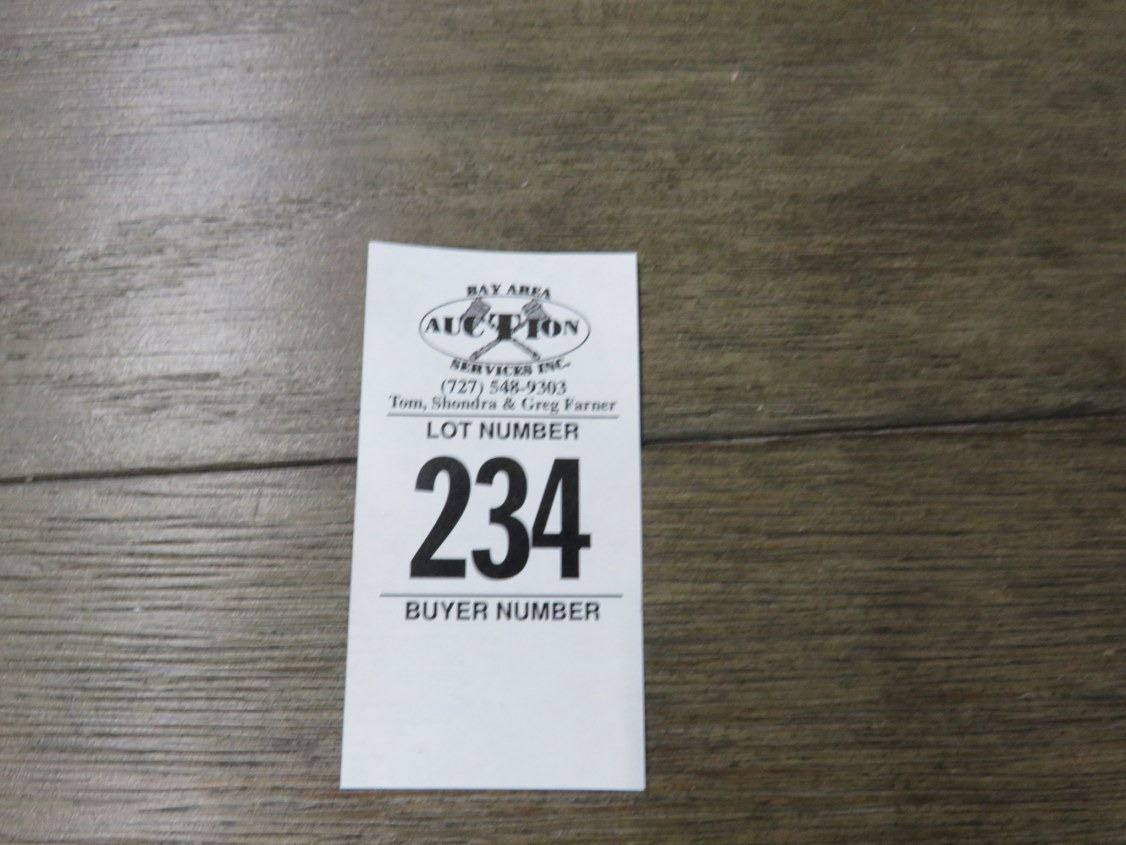 BAY AREA
AUCTION
SERVICES INC.
(727) 548-9303
Tom, Shondra & Greg Farner
LOT NUMBER
234
BUYER NUMBER